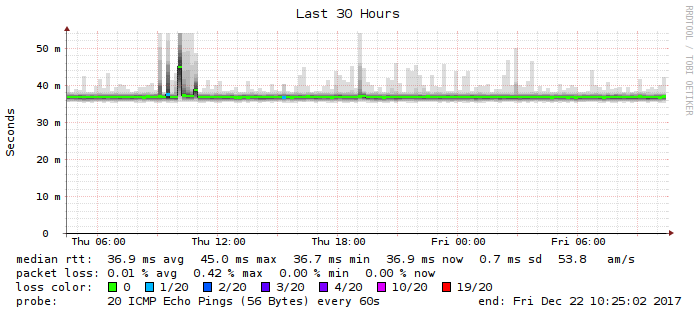 Last 30 Hours
RRDTOOL / TOBI OETIKER
Seconds
50 m
40 m
30 m
20 m
10 m
0
Thu 06:00 Thu 12:00 Thu 18:00 Fri 00:00 Fri 06:00
median rtt: 36.9 ms avg 45.0 ms max 36.7 ms min 36.9 ms now 0.7 ms sd 53.8 am/s
packet loss: 0.01 % avg 0.42 % max 0.00 % min 0.00 % now
loss color: 0 1/20 2/20 3/20 4/20 10/20 19/20
probe: 20 ICMP Echo Pings (56 Bytes) every 60s end: Fri Dec 22 10:25:02 2017